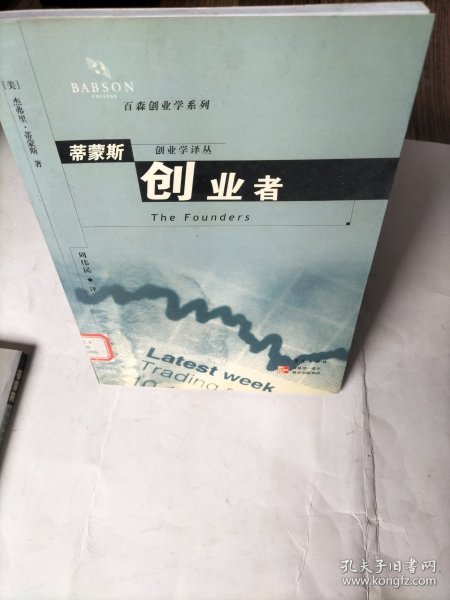 BABSON
COLLEGE
百森创业学系列
[美]
杰弗里·蒂蒙斯 著
蒂蒙斯
创业学译丛
创业者
The Founders
周伟民 译
Latest week
Trading
10
孔夫子旧书网
www.kongfz.com